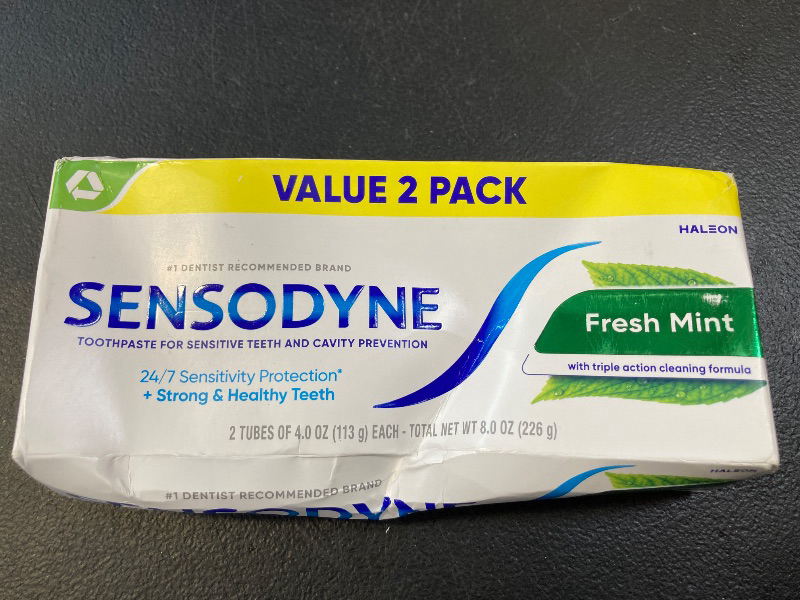 VALUE 2 PACK
HALEON
#1 DENTIST RECOMMENDED BRAND
SENSODYNE
TOOTHPASTE FOR SENSITIVE TEETH AND CAVITY PREVENTION
Fresh Mint
with triple action cleaning formula
24/7 Sensitivity Protection*
+ Strong & Healthy Teeth
2 TUBES OF 4.0 OZ (113 g) EACH - TOTAL NET WT 8.0 OZ (226 g)
HALEON
#1 DENTIST RECOMMENDED BRAND
SENSODYNE